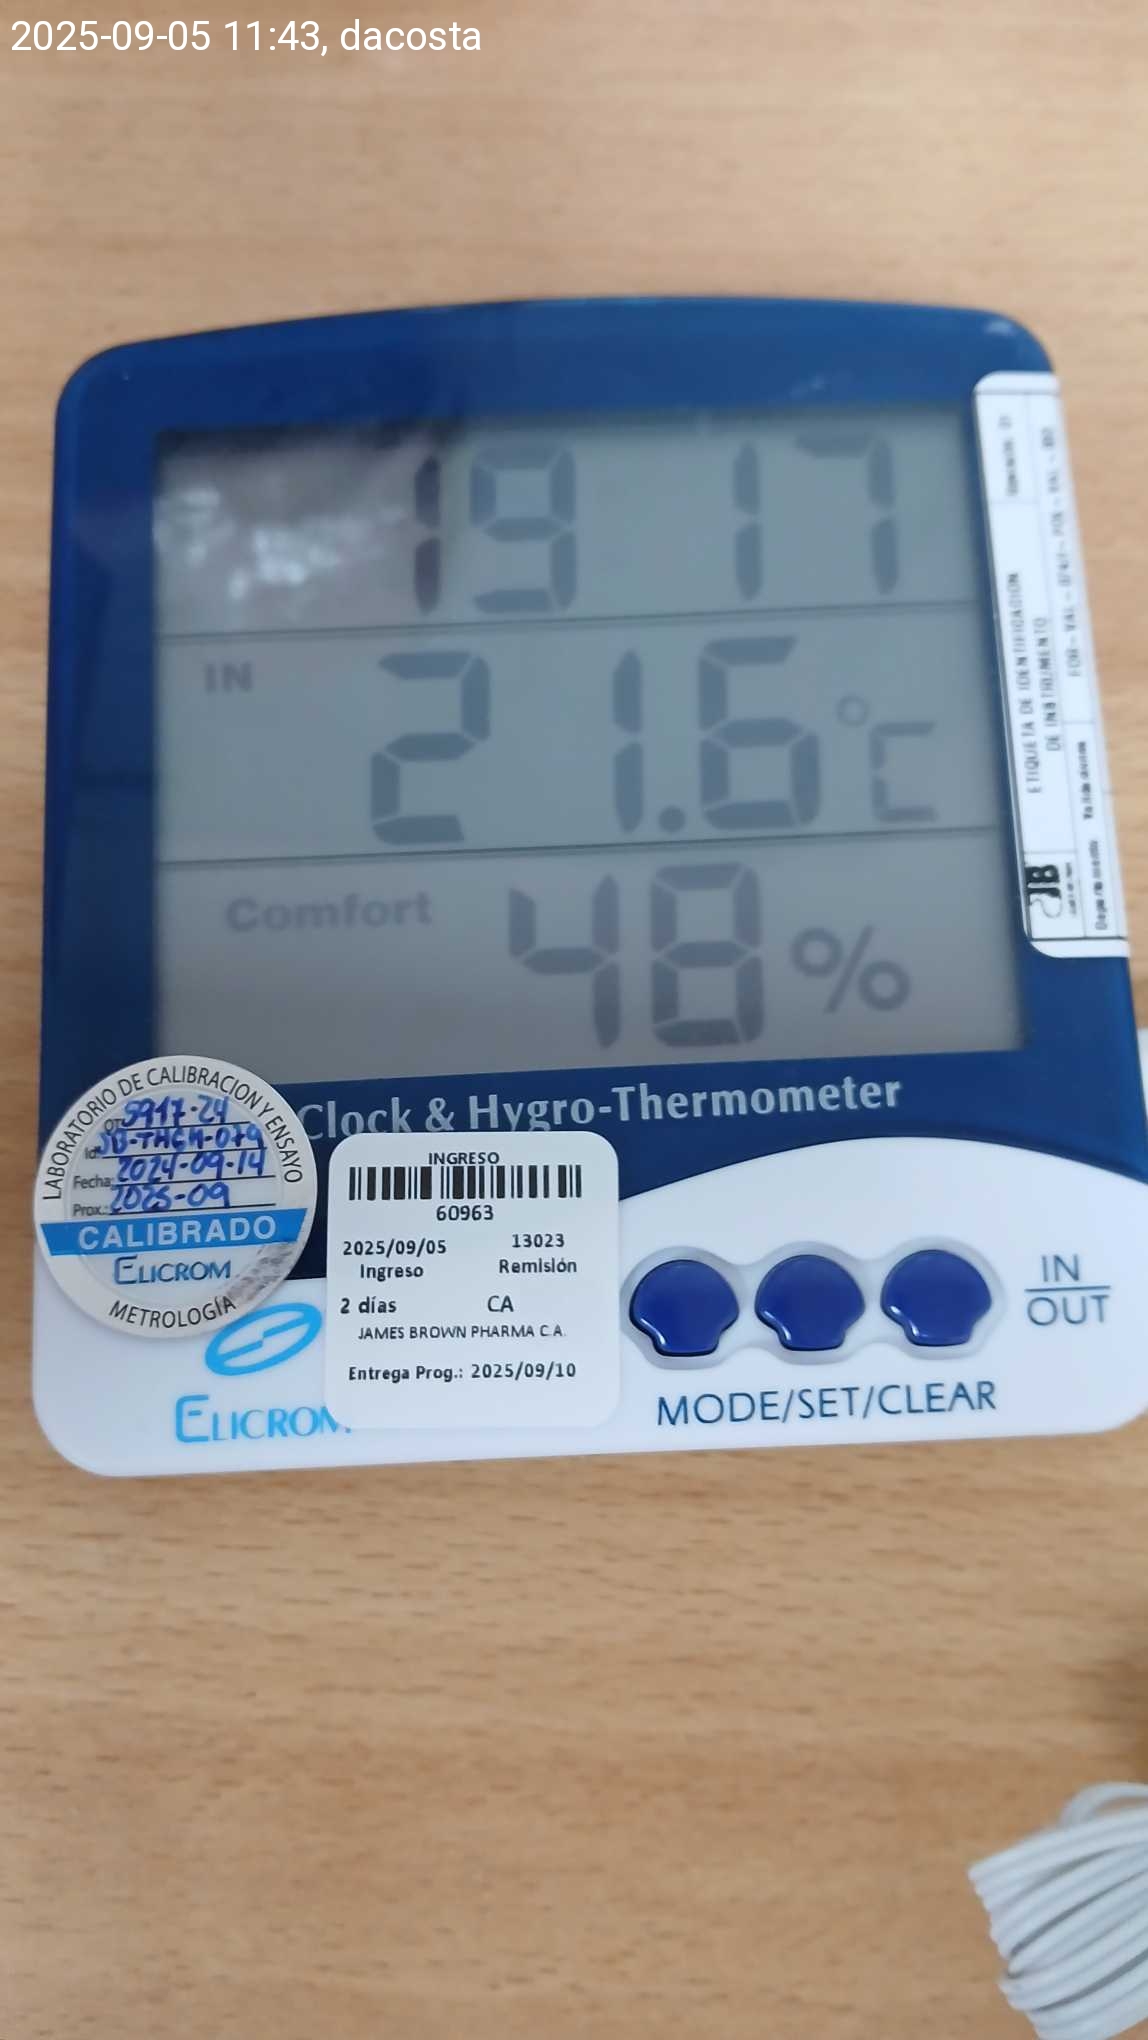 2025-09-05 11:43, dacosta
19 17
IN
21.6 °C
Comfort
48 %
Clock & Hygro-Thermometer
LABORATORIO DE CALIBRACION Y ENSAYO
OT: 5917-24
Id: JB-THGM-079
Fecha: 2024-09-14
Prox.: 2025-09
CALIBRADO
ELICROM
METROLOGÍA
INGRESO
60963
2025/09/05 13023
Ingreso Remisión
2 días CA
JAMES BROWN PHARMA C.A.
Entrega Prog.: 2025/09/10
ELICROM
IN
OUT
MODE/SET/CLEAR
ETIQUETA DE IDENTIFICACIÓN
DE INSTRUMENTO
JB